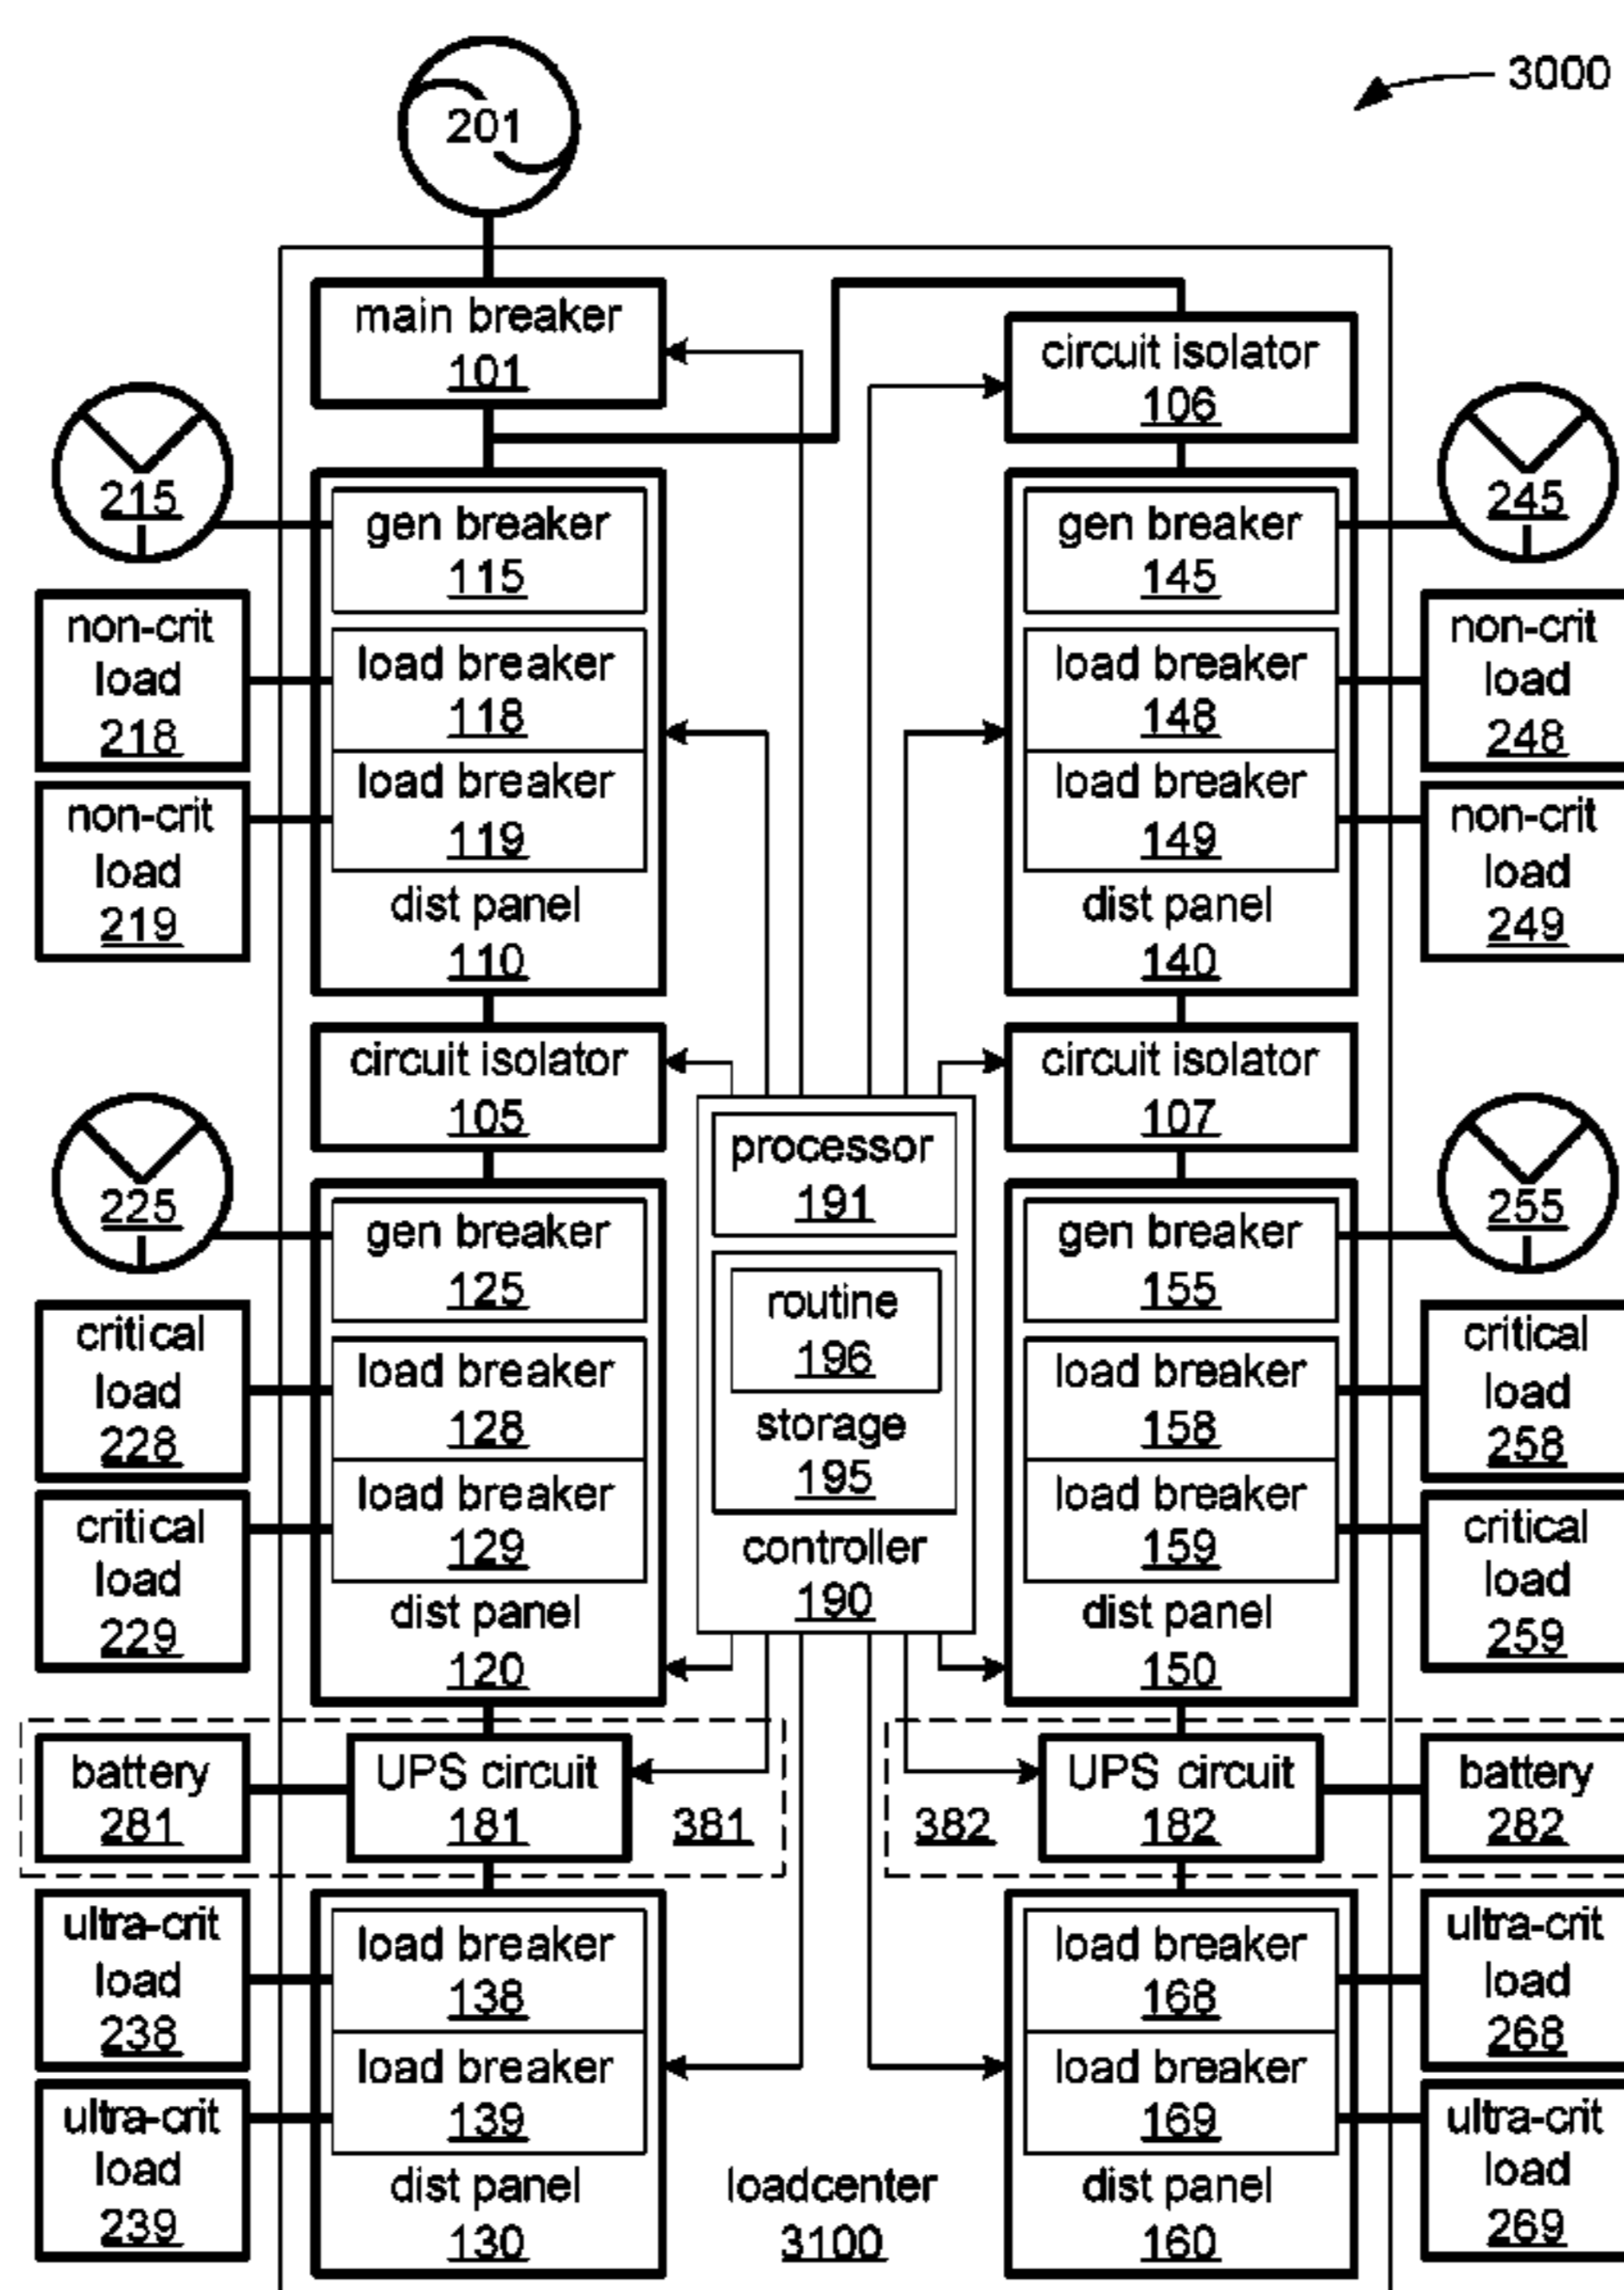 3000
201
main breaker
101
circuit isolator
106
215
gen breaker
115
non-crit
load
218
load breaker
118
non-crit
load
219
load breaker
119
dist panel
110
gen breaker
145
245
load breaker
148
non-crit
load
248
load breaker
149
non-crit
load
249
dist panel
140
circuit isolator
105
circuit isolator
107
225
gen breaker
125
critical
load
228
load breaker
128
critical
load
229
load breaker
129
dist panel
120
processor
191
routine
196
storage
195
controller
190
gen breaker
155
255
load breaker
158
critical
load
258
load breaker
159
critical
load
259
dist panel
150
battery
281
UPS circuit
181
381
382
UPS circuit
182
battery
282
ultra-crit
load
238
load breaker
138
ultra-crit
load
239
load breaker
139
dist panel
130
loadcenter
3100
load breaker
168
ultra-crit
load
268
load breaker
169
ultra-crit
load
269
dist panel
160